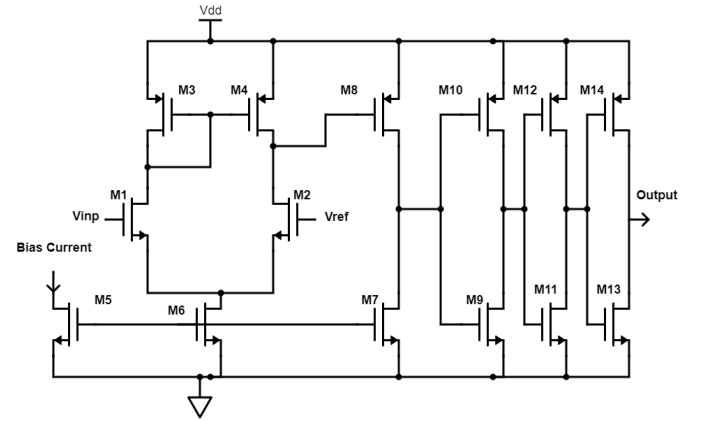 Vdd
M3
M4
M8
M10
M12
M14
M1
M2
Vinp
Vref
Output
Bias Current
M5
M6
M7
M9
M11
M13